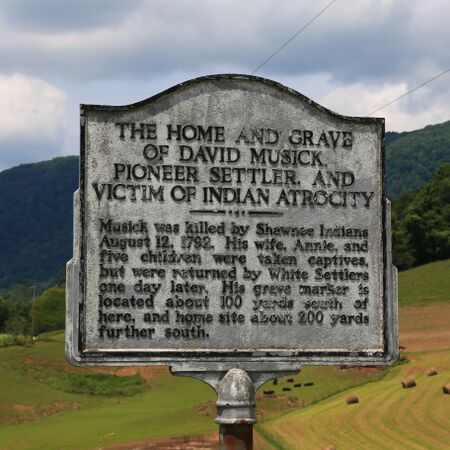 THE HOME AND GRAVE
OF DAVID MUSICK,
PIONEER SETTLER, AND
VICTIM OF INDIAN ATROCITY
Musick was killed by Shawnee Indians
August 12, 1792. His wife, Annie, and
five children were taken captives,
but were returned by White Settlers
one day later. His grave marker is
located about 100 yards south of
here, and home site about 200 yards
further south.